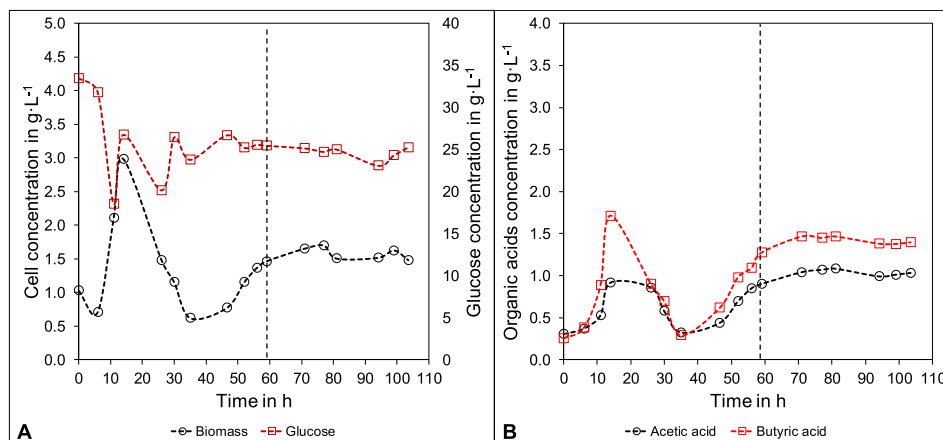 5.0
4.5
4.0
3.5
3.0
2.5
2.0
1.5
1.0
0.5
0.0
Cell concentration in g·L-1
40
35
30
25
20
15
10
5
0
Glucose concentration in g·L-1
0 10 20 30 40 50 60 70 80 90 100 110
Time in h
A
Biomass Glucose
4.0
3.5
3.0
2.5
2.0
1.5
1.0
0.5
0.0
Organic acids concentration in g·L-1
0 10 20 30 40 50 60 70 80 90 100 110
Time in h
B
Acetic acid Butyric acid